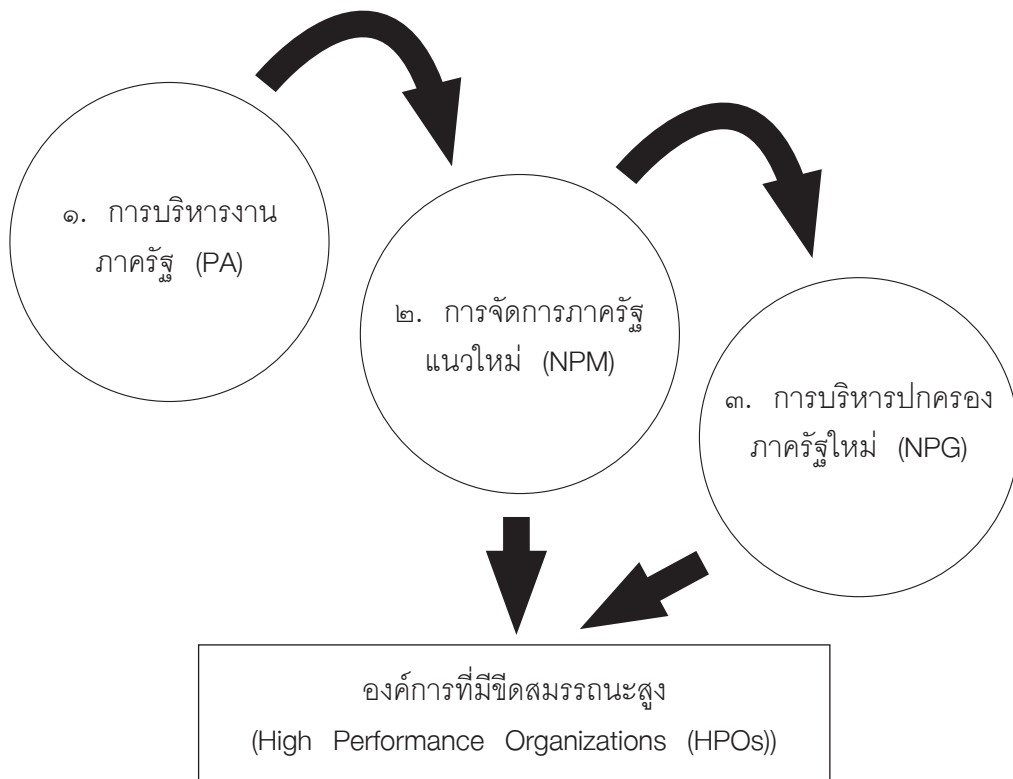 ๑. การบริหารงาน
ภาครัฐ (PA)
๒. การจัดการภาครัฐ
แนวใหม่ (NPM)
๓. การบริหารปกครอง
ภาครัฐใหม่ (NPG)
องค์การที่มีขีดสมรรถนะสูง
(High Performance Organizations (HPOs))